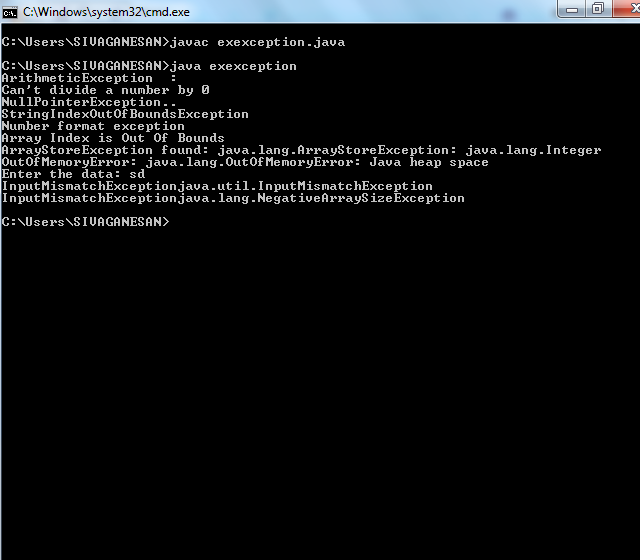 C:\Windows\system32\cmd.exe
C:\Users\SIVAGANESAN>javac exexception.java
C:\Users\SIVAGANESAN>java exexception
ArithmeticException  :
Can't divide a number by 0
NullPointerException..
StringIndexOutOfBoundsException
Number format exception
Array Index is Out Of Bounds
ArrayStoreException found: java.lang.ArrayStoreException: java.lang.Integer
OutOfMemoryError: java.lang.OutOfMemoryError: Java heap space
Enter the data: sd
InputMismatchExceptionjava.util.InputMismatchException
InputMismatchExceptionjava.lang.NegativeArraySizeException
C:\Users\SIVAGANESAN>